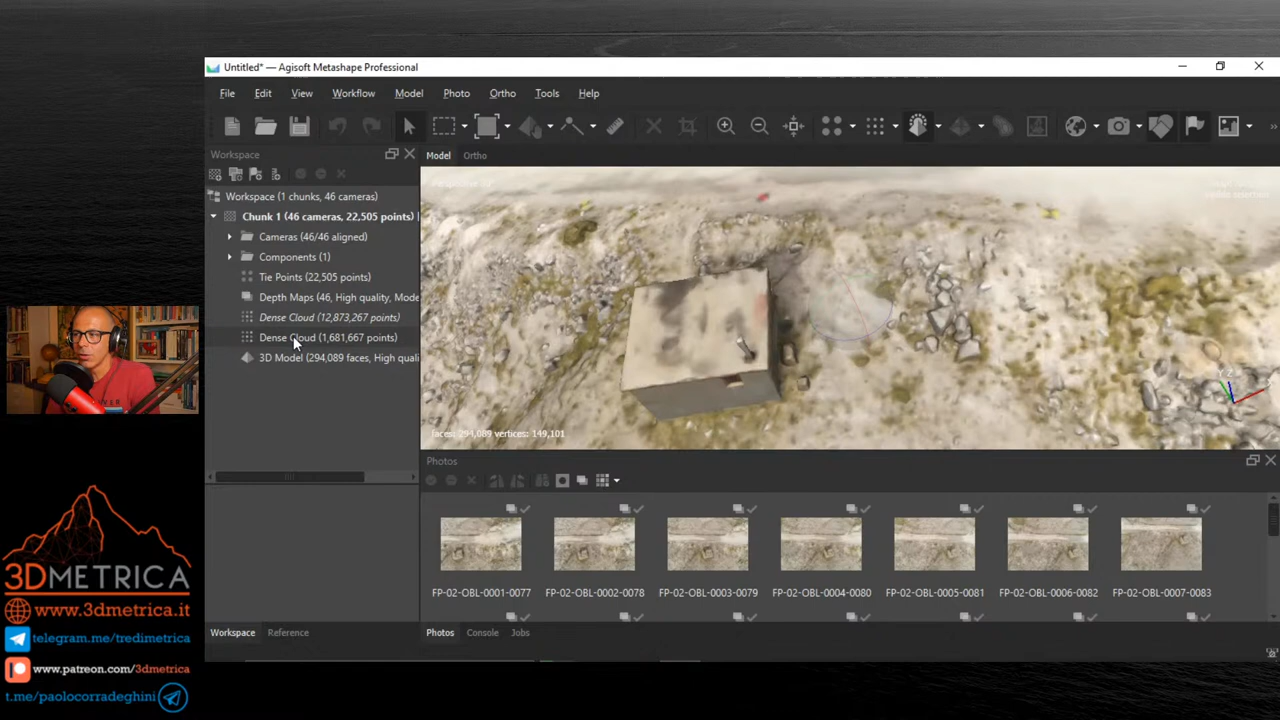 Untitled* — Agisoft Metashape Professional
File Edit View Workflow Model Photo Ortho Tools Help
Workspace
Model Ortho
Workspace (1 chunks, 46 cameras)
Chunk 1 (46 cameras, 22,505 points)
Cameras (46/46 aligned)
Components (1)
Tie Points (22,505 points)
Depth Maps (46, High quality, Mode
Dense Cloud (12,873,267 points)
Dense Cloud (1,681,667 points)
3D Model (294,089 faces, High quali
faces: 294,089 vertices: 149,101
Y Z
Photos
FP-02-OBL-0001-0077 FP-02-OBL-0002-0078 FP-02-OBL-0003-0079 FP-02-OBL-0004-0080 FP-02-OBL-0005-0081 FP-02-OBL-0006-0082 FP-02-OBL-0007-0083
Workspace Reference
Photos Console Jobs
3DMETRICA
www.3dmetrica.it
telegram.me/tredimetrica
www.patreon.com/3dmetrica
t.me/paolocorradeghini